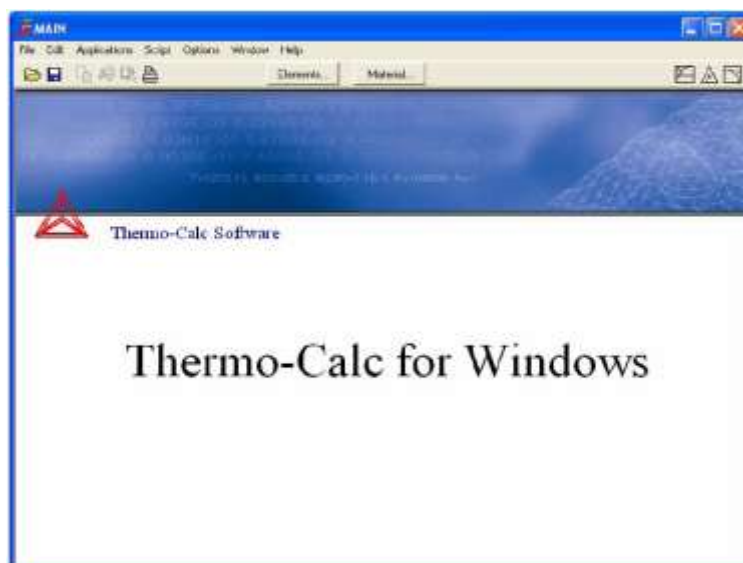 MAIN
File Edit Applications Script Options Window Help
Elements... Material...
Thermo-Calc Software
Thermo-Calc for Windows